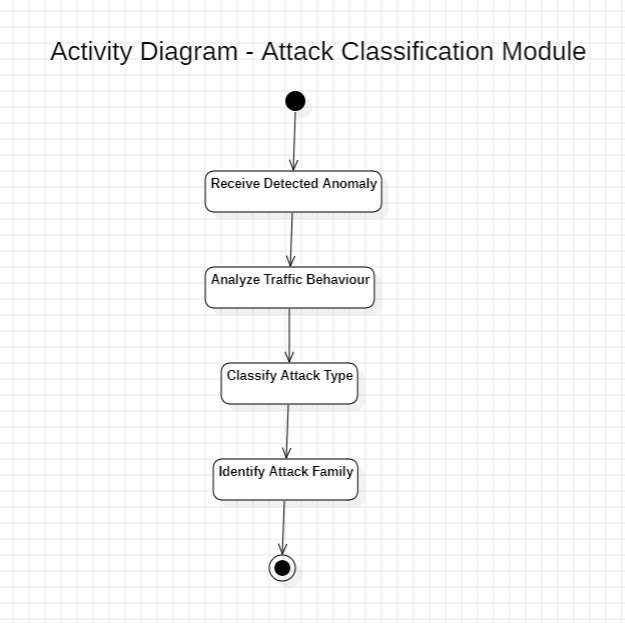 Activity Diagram - Attack Classification Module
Receive Detected Anomaly
Analyze Traffic Behaviour
Classify Attack Type
Identify Attack Family